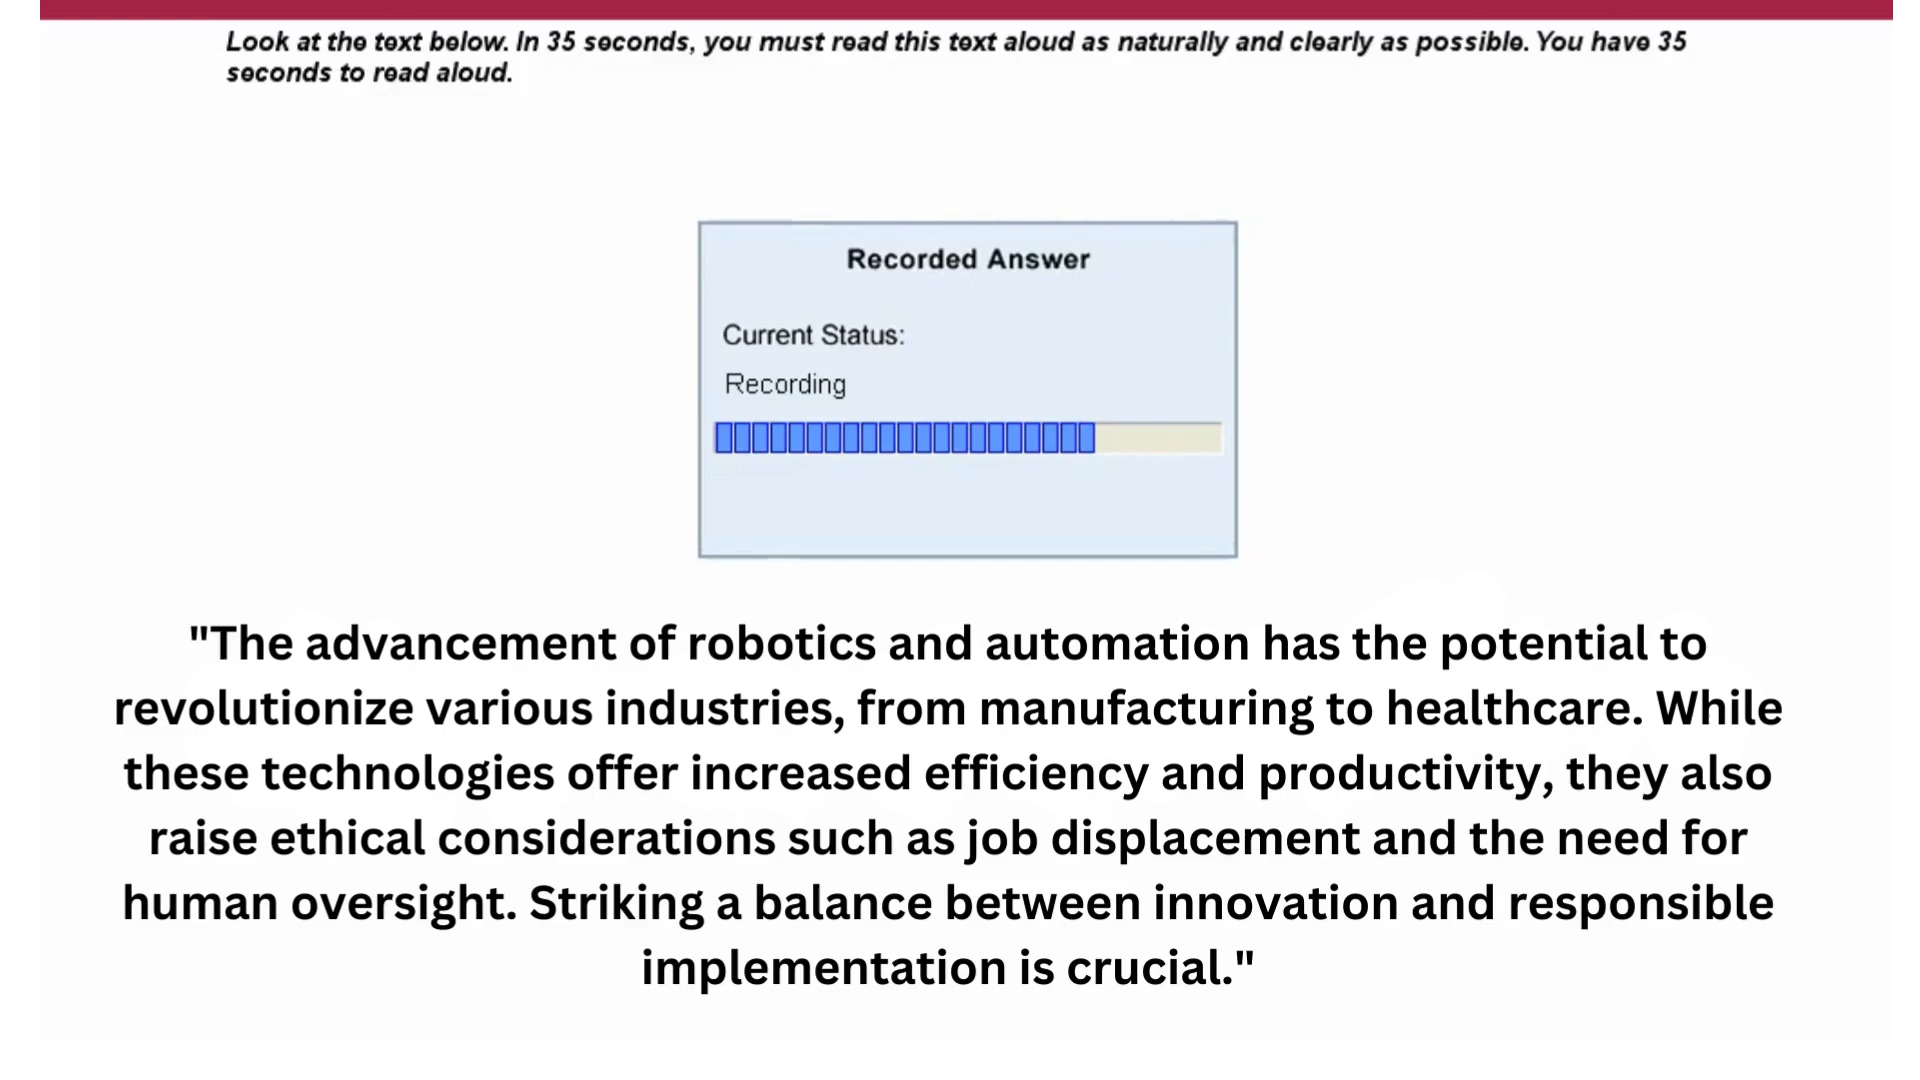 Look at the text below. In 35 seconds, you must read this text aloud as naturally and clearly as possible. You have 35
seconds to read aloud.
Recorded Answer
Current Status:
Recording
"The advancement of robotics and automation has the potential to
revolutionize various industries, from manufacturing to healthcare. While
these technologies offer increased efficiency and productivity, they also
raise ethical considerations such as job displacement and the need for
human oversight. Striking a balance between innovation and responsible
implementation is crucial."